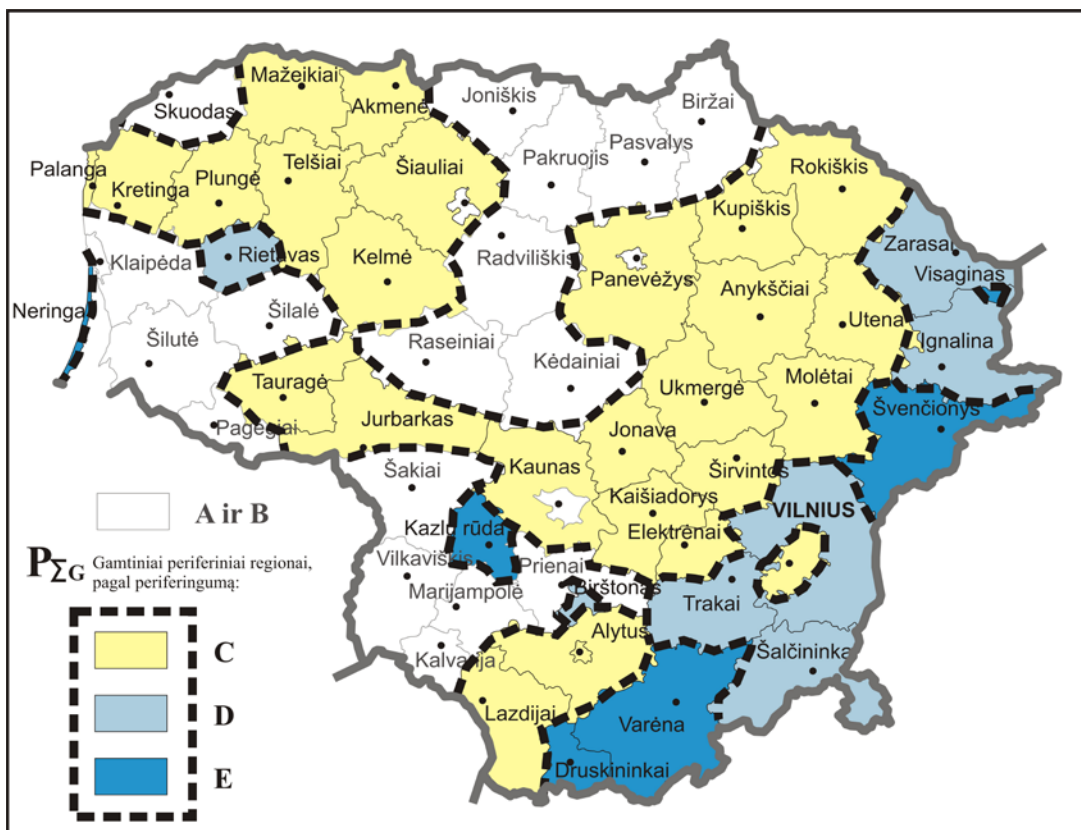 Mažeikiai
Skuodas
Akmenė
Joniškis
Biržai
Pasvalys
Pakruojis
Palanga
Kretinga
Plungė
Telšiai
Šiauliai
Rokiškis
Kupiškis
Klaipėda
Rietavas
Kelmė
Radviliškis
Panevėžys
Anykščiai
Zarasai
Visaginas
Neringa
Šilutė
Šilalė
Raseiniai
Kėdainiai
Utena
Ignalina
Tauragė
Pagėgiai
Jurbarkas
Ukmergė
Molėtai
Švenčionys
Jonava
Šakiai
Kaunas
Širvintos
Kaišiadorys
Elektrėnai
VILNIUS
Kazlų rūda
Vilkaviškis
Prienai
Marijampolė
Birštonas
Trakai
Alytus
Kalvarija
Šalčininkai
Lazdijai
Varėna
Druskininkai
A ir B
PΣG Gamtiniai periferiniai regionai,
pagal periferingumą:
C
D
E